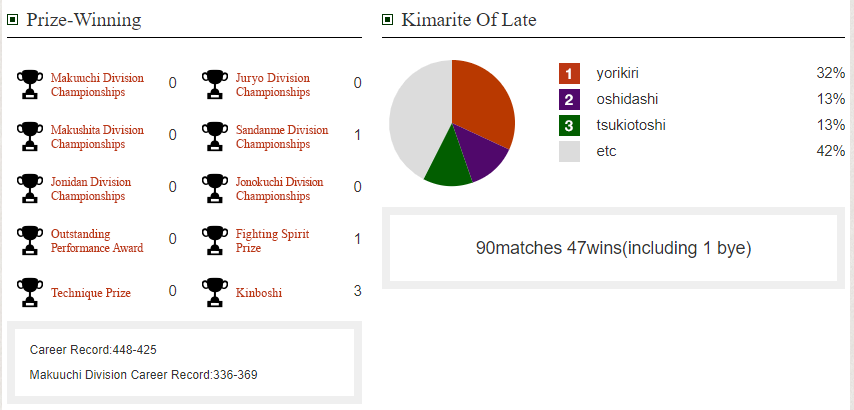 Prize-Winning
Makuuchi Division
Championships
0
Juryo Division
Championships
0
Makushita Division
Championships
0
Sandanme Division
Championships
1
Jonidan Division
Championships
0
Jonokuchi Division
Championships
0
Outstanding
Performance Award
0
Fighting Spirit
Prize
1
Technique Prize
0
Kinboshi
3
Career Record:448-425
Makuuchi Division Career Record:336-369
Kimarite Of Late
1 yorikiri 32%
2 oshidashi 13%
3 tsukiotoshi 13%
etc 42%
90matches 47wins(including 1 bye)